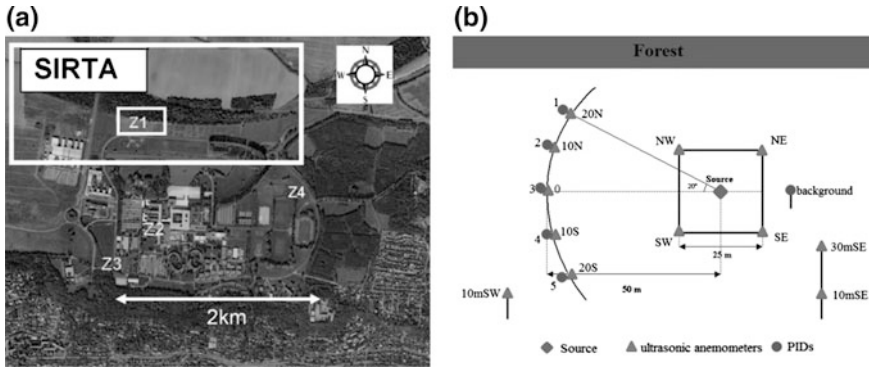 (a)
SIRTA
N
W E
S
Z1
Z4
Z2
Z3
2km
(b)
Forest
1
20N
2
10N
NW
NE
Source
3
0
20°
background
4
10S
SW
SE
25 m
30mSE
5
20S
50 m
10mSW
10mSE
Source
ultrasonic anemometers
PIDs